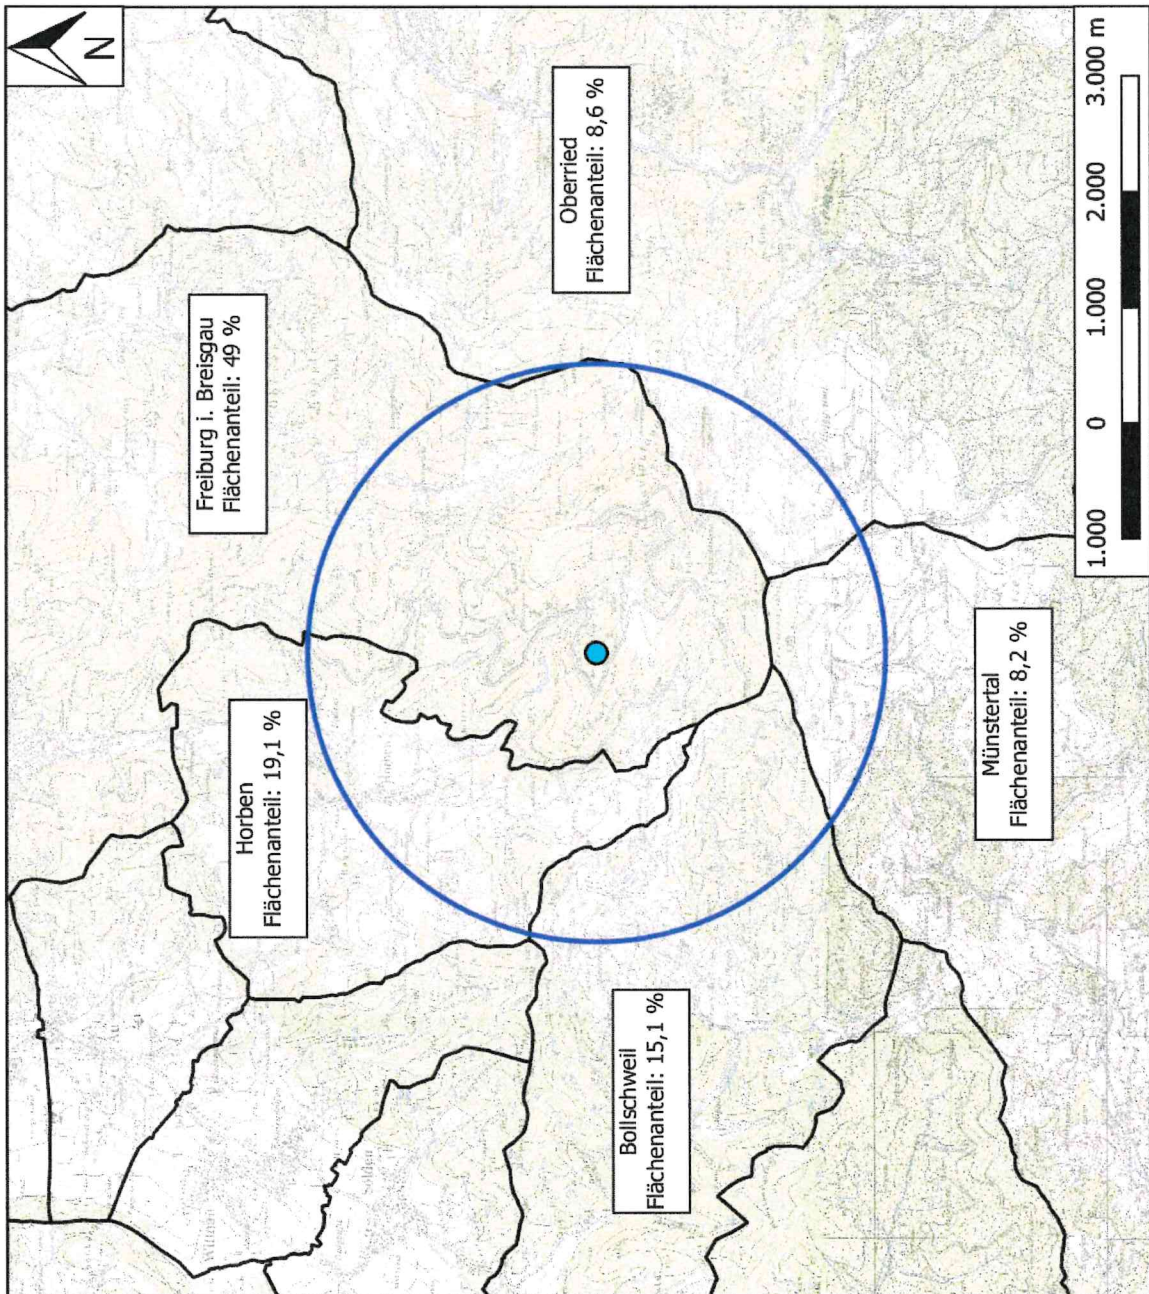 N
Freiburg i. Breisgau
Flächenanteil: 49 %
Oberried
Flächenanteil: 8,6 %
Horben
Flächenanteil: 19,1 %
Bollschweil
Flächenanteil: 15,1 %
Münstertal
Flächenanteil: 8,2 %
1.000 0 1.000 2.000 3.000 m